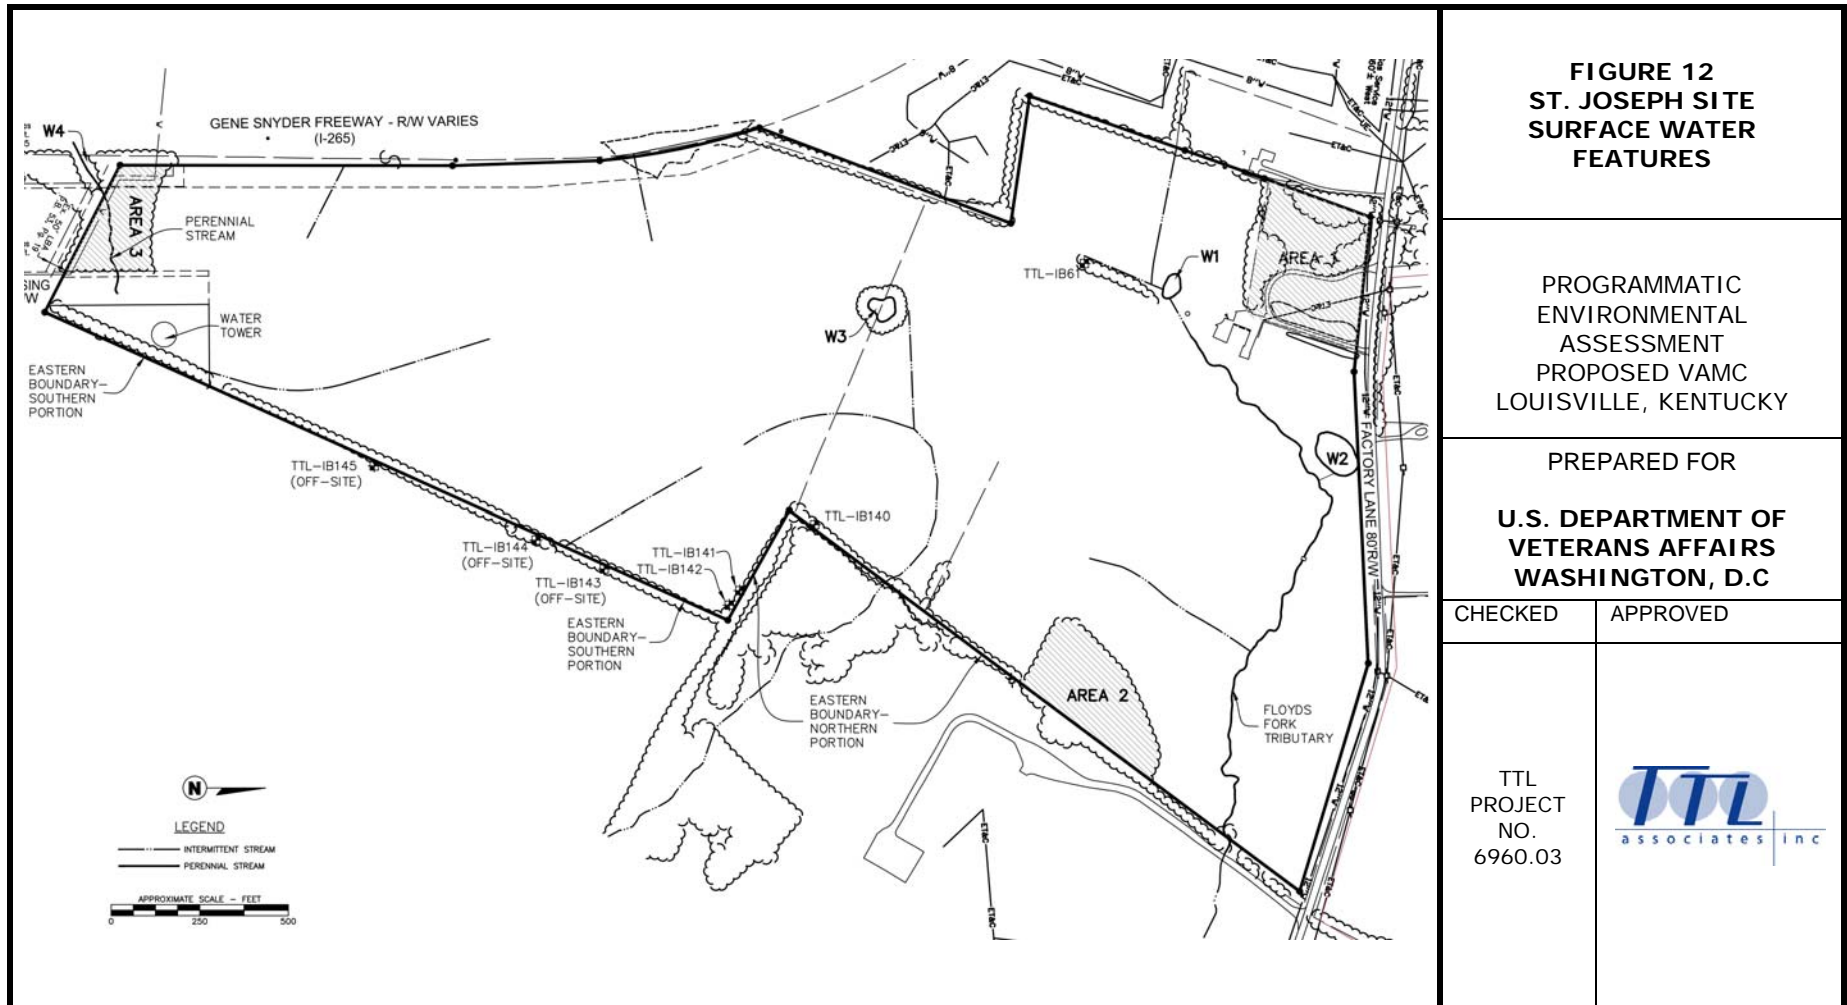 W4
GENE SNYDER FREEWAY - R/W VARIES
(I-265)
AREA 3
PERENNIAL
STREAM
WATER
TOWER
EASTERN
BOUNDARY-
SOUTHERN
PORTION
TTL-IB61
W1
W3
AREA 1
W2
FACTORY LANE 80'R/W
TTL-IB145
(OFF-SITE)
TTL-IB144
(OFF-SITE)
TTL-IB143
(OFF-SITE)
TTL-IB141
TTL-IB142
TTL-IB140
EASTERN
BOUNDARY-
SOUTHERN
PORTION
EASTERN
BOUNDARY-
NORTHERN
PORTION
AREA 2
FLOYDS
FORK
TRIBUTARY
N
LEGEND
INTERMITTENT STREAM
PERENNIAL STREAM
APPROXIMATE SCALE - FEET
0 250 500
FIGURE 12
ST. JOSEPH SITE
SURFACE WATER
FEATURES
PROGRAMMATIC
ENVIRONMENTAL
ASSESSMENT
PROPOSED VAMC
LOUISVILLE, KENTUCKY
PREPARED FOR
U.S. DEPARTMENT OF
VETERANS AFFAIRS
WASHINGTON, D.C
CHECKED
APPROVED
TTL
PROJECT
NO.
6960.03
TTL
associates inc